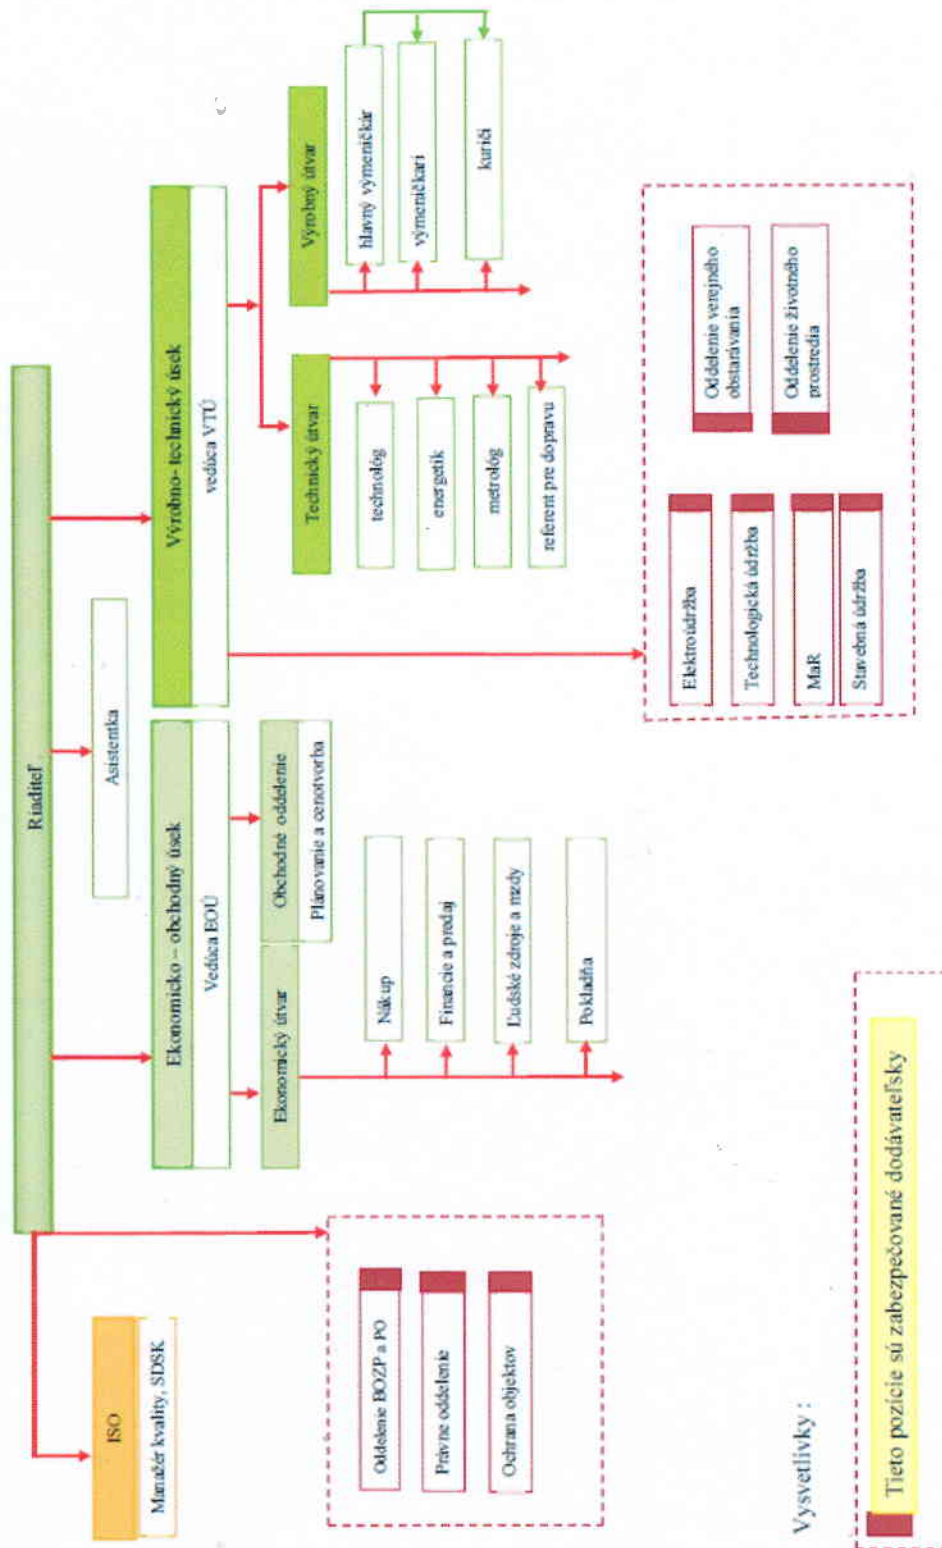 Riaditeľ
ISO
Manažér kvality, SDSK
Asistentka
Ekonomicko – obchodný úsek
Vedúca EOÚ
Výrobno- technický úsek
vedúca VTÚ
Ekonomický útvar
Obchodné oddelenie
Plánovanie a cenotvorba
Technický útvar
Výrobný útvar
Oddelenie BOZP a PO
Právne oddelenie
Ochrana objektov
Nákup
Financie a predaj
Ľudské zdroje a mzdy
Pokladňa
technológ
energetik
metrológ
referent pre dopravu
hlavný výmeničkár
výmeničkari
kuriči
Elektroúdržba
Technologická údržba
MaR
Stavebná údržba
Oddelenie verejného
obstarávania
Oddelenie životného
prostredia
Vysvetlivky :
Tieto pozície sú zabezpečované dodávateľsky